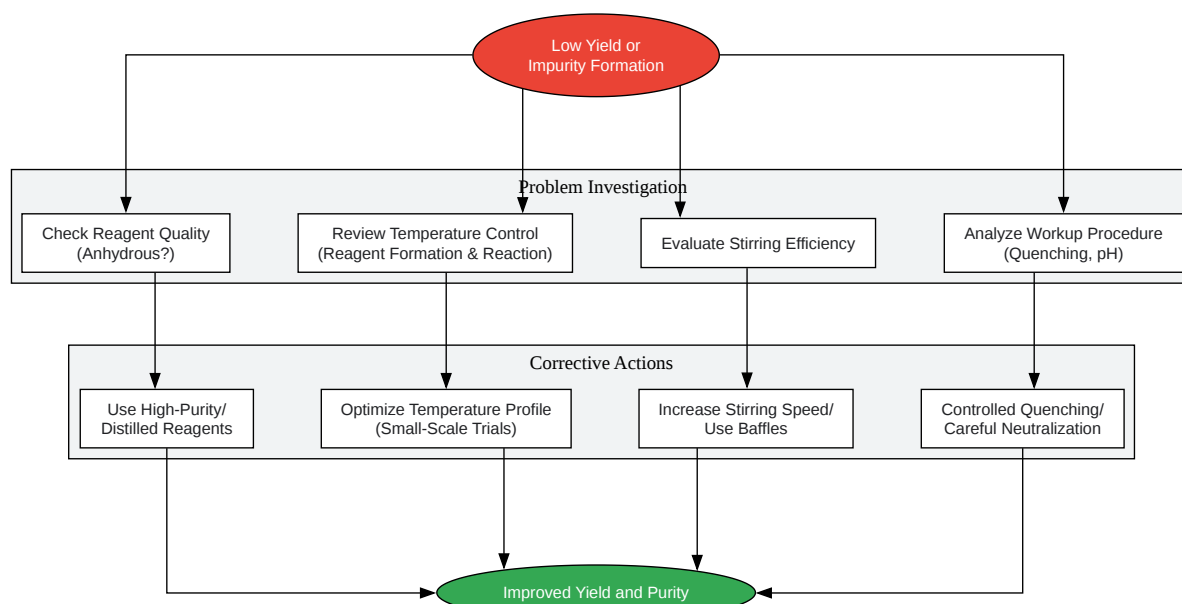 Low Yield or
Impurity Formation
Problem Investigation
Check Reagent Quality
(Anhydrous?)
Review Temperature Control
(Reagent Formation & Reaction)
Evaluate Stirring Efficiency
Analyze Workup Procedure
(Quenching, pH)
Corrective Actions
Use High-Purity/
Distilled Reagents
Optimize Temperature Profile
(Small-Scale Trials)
Increase Stirring Speed/
Use Baffles
Controlled Quenching/
Careful Neutralization
Improved Yield and Purity